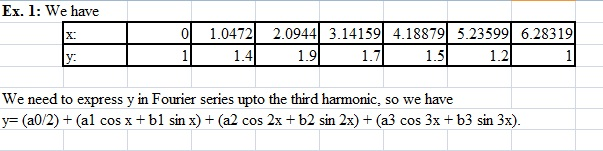 Ex. 1: We have
x: 0 1.0472 2.0944 3.14159 4.18879 5.23599 6.28319
y: 1 1.4 1.9 1.7 1.5 1.2 1
We need to express y in Fourier series upto the third harmonic, so we have
y= (a0/2) + (a1 cos x + b1 sin x) + (a2 cos 2x + b2 sin 2x) + (a3 cos 3x + b3 sin 3x).